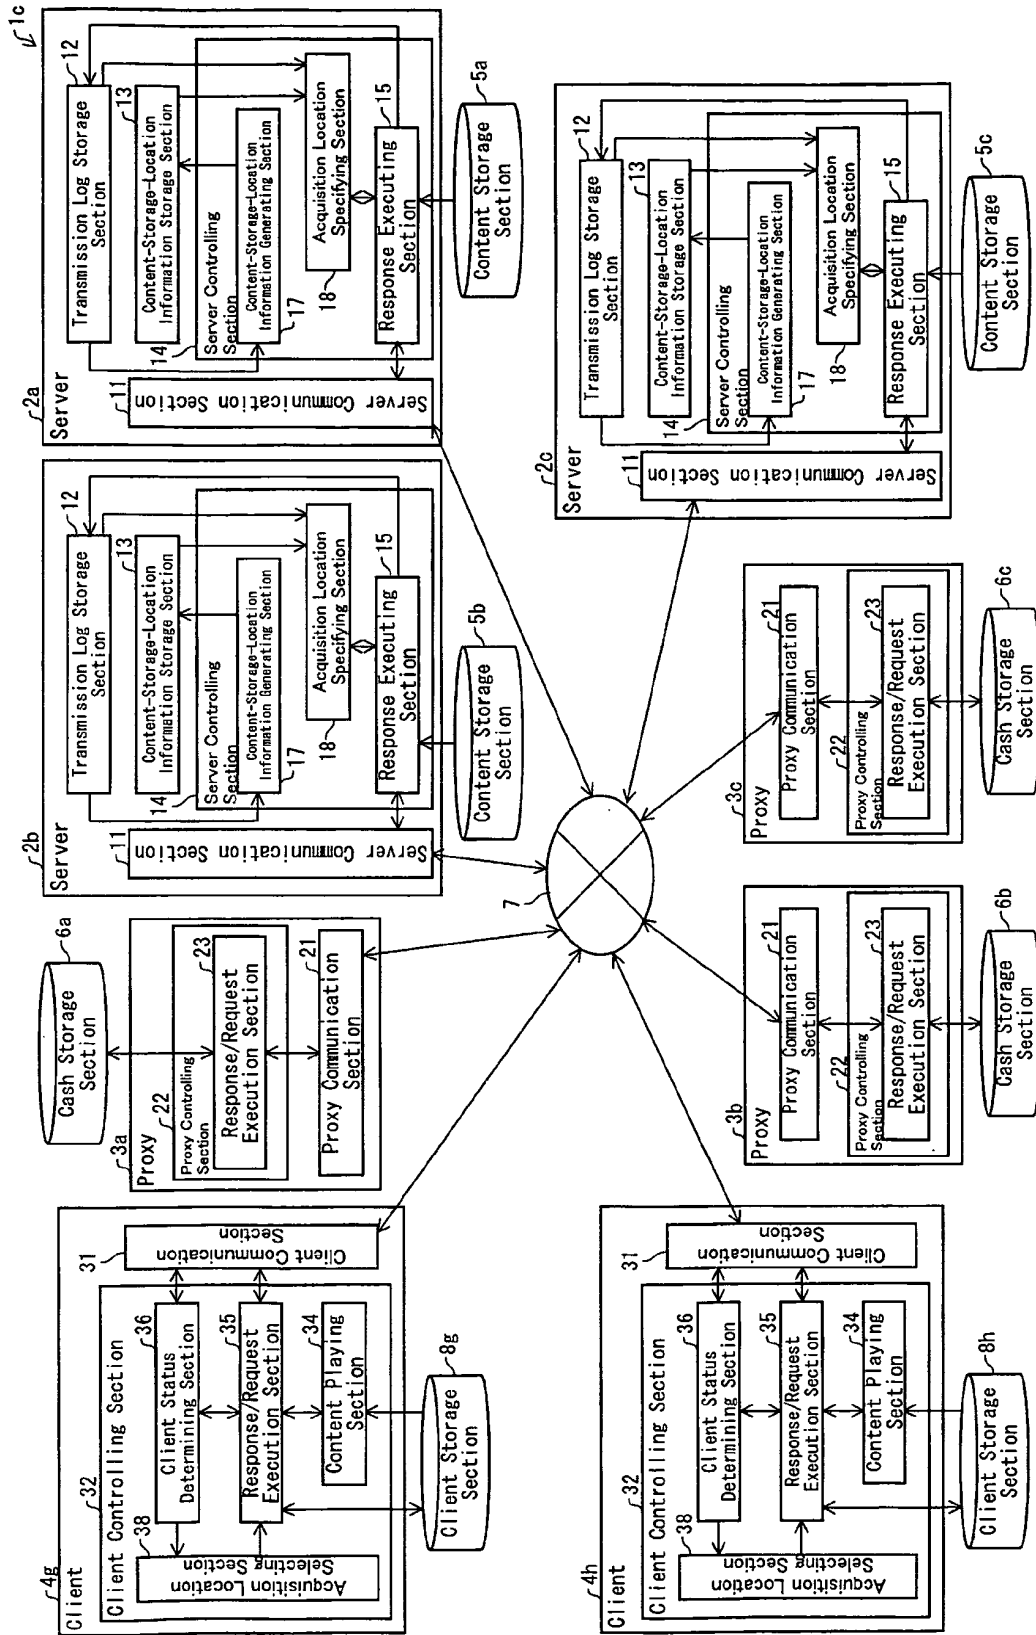 1c
4g
Client
32
Client Controlling Section
38
Acquisition Location
Selecting Section
36
Client Status
Determining Section
35
Response/Request
Execution Section
34
Content Playing
Section
31
Client Communication
Section
8g
Client Storage
Section
6a
Cash Storage
Section
3a
Proxy
22
Proxy Controlling
Section
23
Response/Request
Execution Section
21
Proxy Communication
Section
2b
Server
11
Server Communication Section
12
Transmission Log Storage
Section
13
Content-Storage-Location
Information Storage Section
14
Server Controlling
Section
Content-Storage-Location
Information Generating Section
17
Acquisition Location
Specifying Section
18
15
Response Executing
Section
5b
Content Storage
Section
2a
Server
11
Server Communication Section
12
Transmission Log Storage
Section
13
Content-Storage-Location
Information Storage Section
14
Server Controlling
Section
Content-Storage-Location
Information Generating Section
17
Acquisition Location
Specifying Section
18
15
Response Executing
Section
5a
Content Storage
Section
7
4h
Client
32
Client Controlling Section
38
Acquisition Location
Selecting Section
36
Client Status
Determining Section
35
Response/Request
Execution Section
34
Content Playing
Section
31
Client Communication
Section
8h
Client Storage
Section
3b
Proxy
21
Proxy Communication
Section
22
Proxy Controlling
Section
23
Response/Request
Execution Section
6b
Cash Storage
Section
3c
Proxy
21
Proxy Communication
Section
22
Proxy Controlling
Section
23
Response/Request
Execution Section
6c
Cash Storage
Section
2c
Server
11
Server Communication Section
12
Transmission Log Storage
Section
13
Content-Storage-Location
Information Storage Section
14
Server Controlling
Section
Content-Storage-Location
Information Generating Section
17
Acquisition Location
Specifying Section
18
15
Response Executing
Section
5c
Content Storage
Section